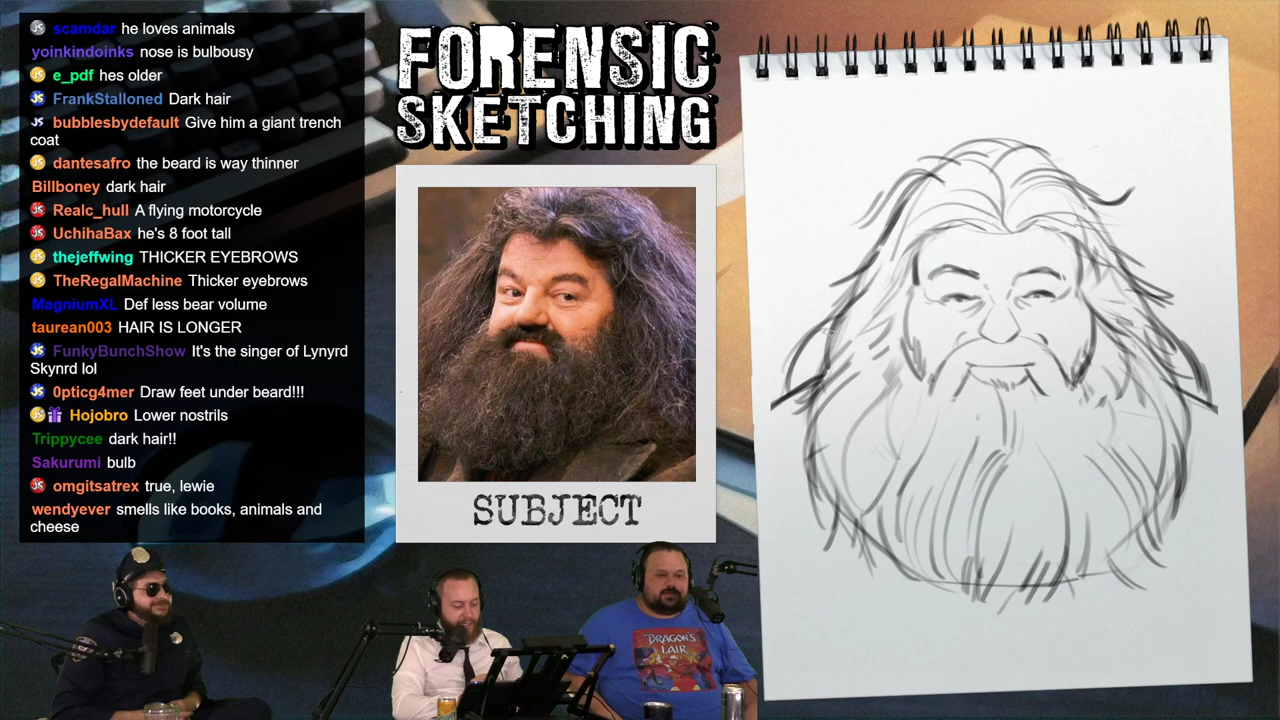 scamdar he loves animals
yoinkindoinks nose is bulbousy
e_pdf hes older
FrankStalloned Dark hair
bubblesbydefault Give him a giant trench
coat
dantesafro the beard is way thinner
Billboney dark hair
Realc_hull A flying motorcycle
UchihaBax he's 8 foot tall
thejeffwing THICKER EYEBROWS
TheRegalMachine Thicker eyebrows
MagniumXL Def less bear volume
taurean003 HAIR IS LONGER
FunkyBunchShow It's the singer of Lynyrd
Skynrd lol
0pticg4mer Draw feet under beard!!!
Hojobro Lower nostrils
Trippycee dark hair!!
Sakurumi bulb
omgitsatrex true, lewie
wendyever smells like books, animals and
cheese
FORENSIC
SKETCHING
SUBJECT
DRAGON'S
LAIR